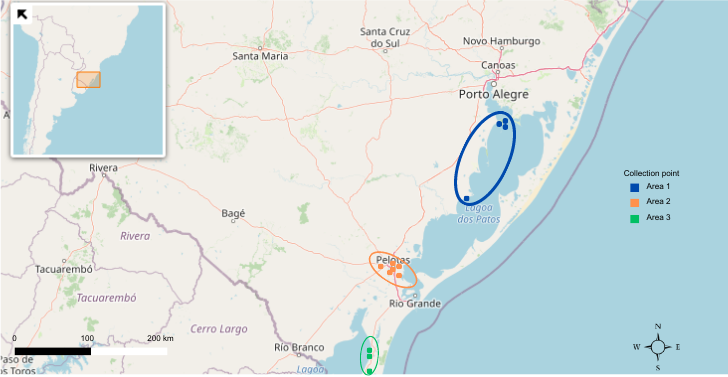 Santa Cruz
do Sul
Novo Hamburgo
Santa Maria
Canoas
Porto Alegre
Rivera
Collection point
Area 1
Area 2
Area 3
Lagoa
dos Patos
Bagé
Rivera
Pelotas
Tacuarembó
Tacuarembó
Rio Grande
Cerro Largo
N
W
E
S
0
100
200 km
Río Branco
Paso de
los Toros
Lagoa